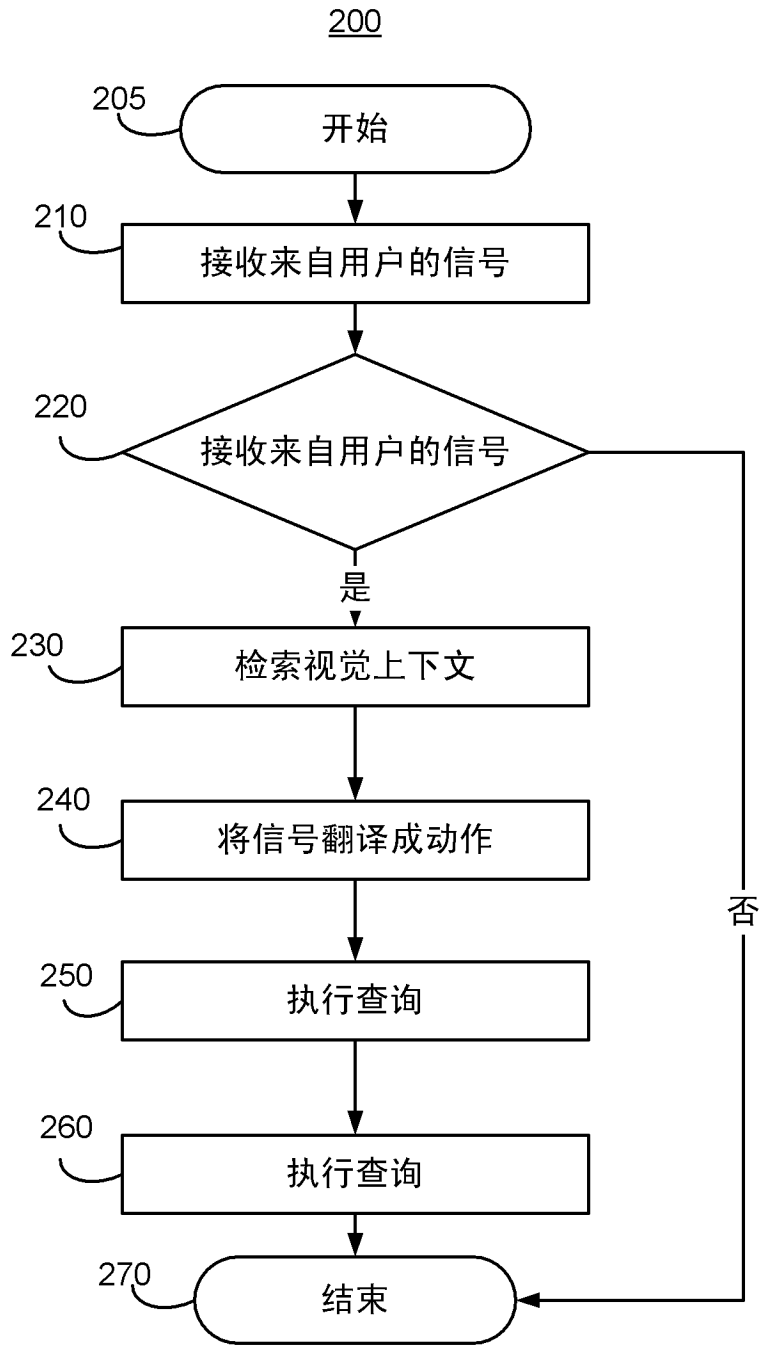 200
205
开始
210
接收来自用户的信号
220
接收来自用户的信号
是
230
检索视觉上下文
240
将信号翻译成动作
否
250
执行查询
260
执行查询
270
结束